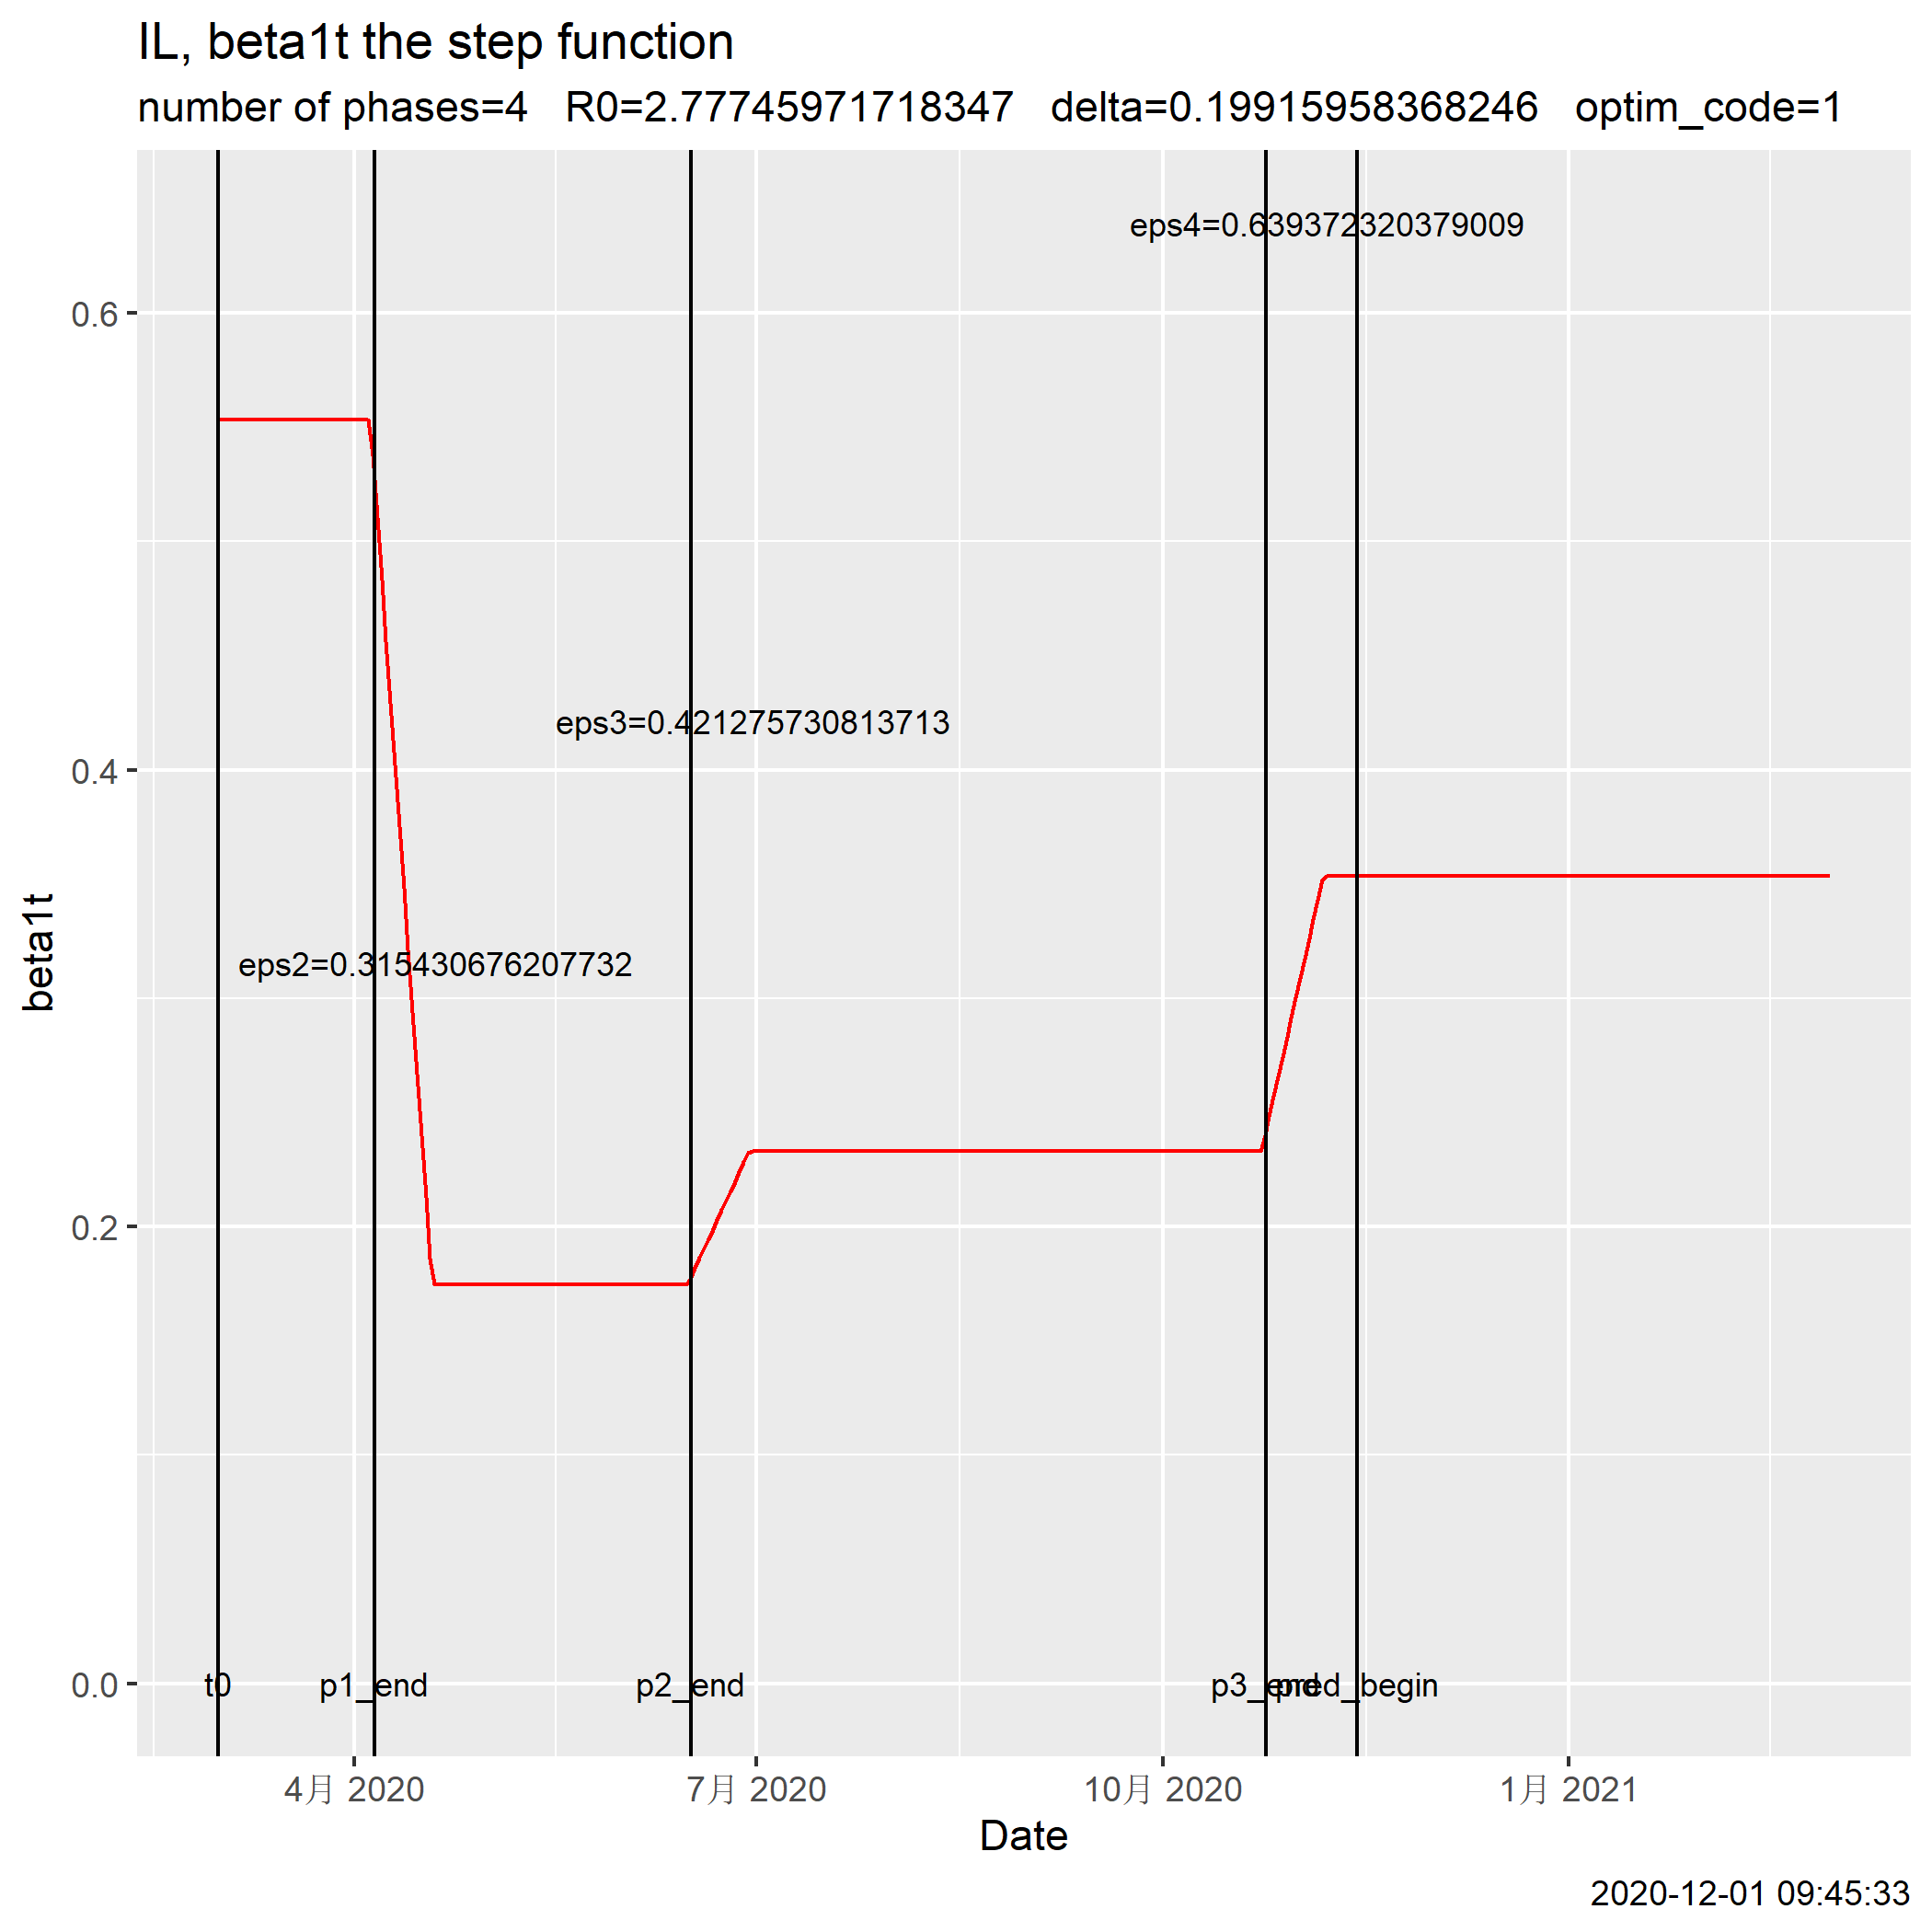 IL, beta1t the step function
number of phases=4 R0=2.77745971718347 delta=0.19915958368246 optim_code=1
eps4=0.639372320379009
0.6
eps3=0.421275730813713
0.4
beta1t
eps2=0.315430676207732
0.2
0.0
t0 p1_end p2_end p3_end pred_begin
4月 2020 7月 2020 10月 2020 1月 2021
Date
2020-12-01 09:45:33